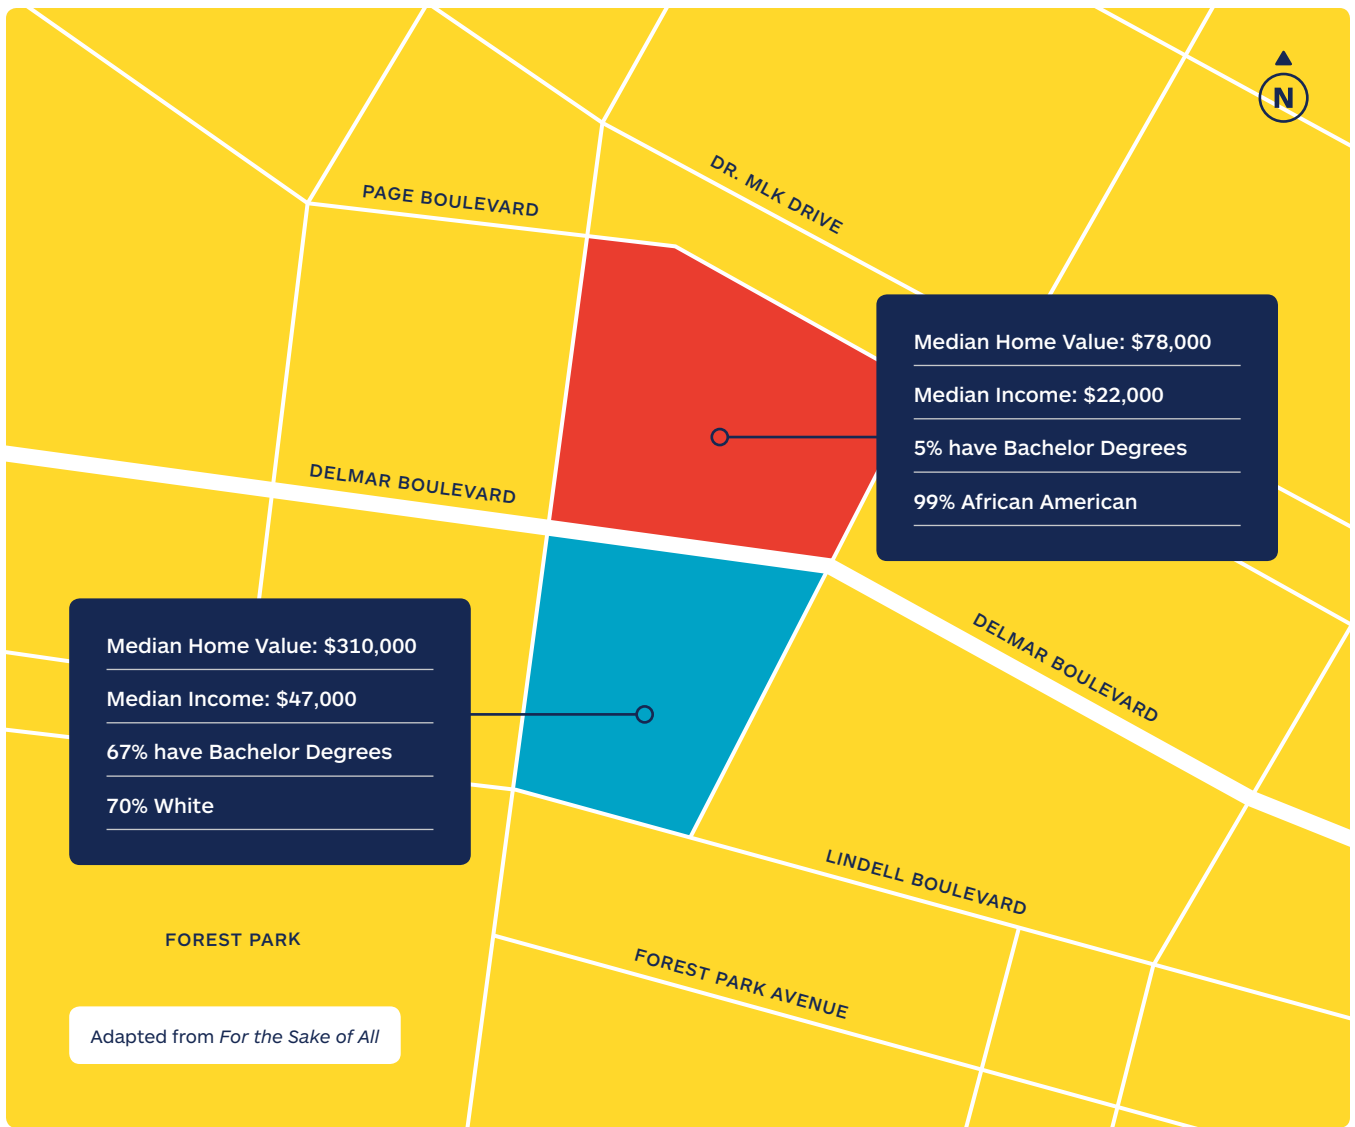 N
DR. MLK DRIVE
PAGE BOULEVARD
Median Home Value: $78,000
Median Income: $22,000
5% have Bachelor Degrees
99% African American
DELMAR BOULEVARD
Median Home Value: $310,000
Median Income: $47,000
67% have Bachelor Degrees
70% White
DELMAR BOULEVARD
LINDELL BOULEVARD
FOREST PARK
FOREST PARK AVENUE
Adapted from For the Sake of All